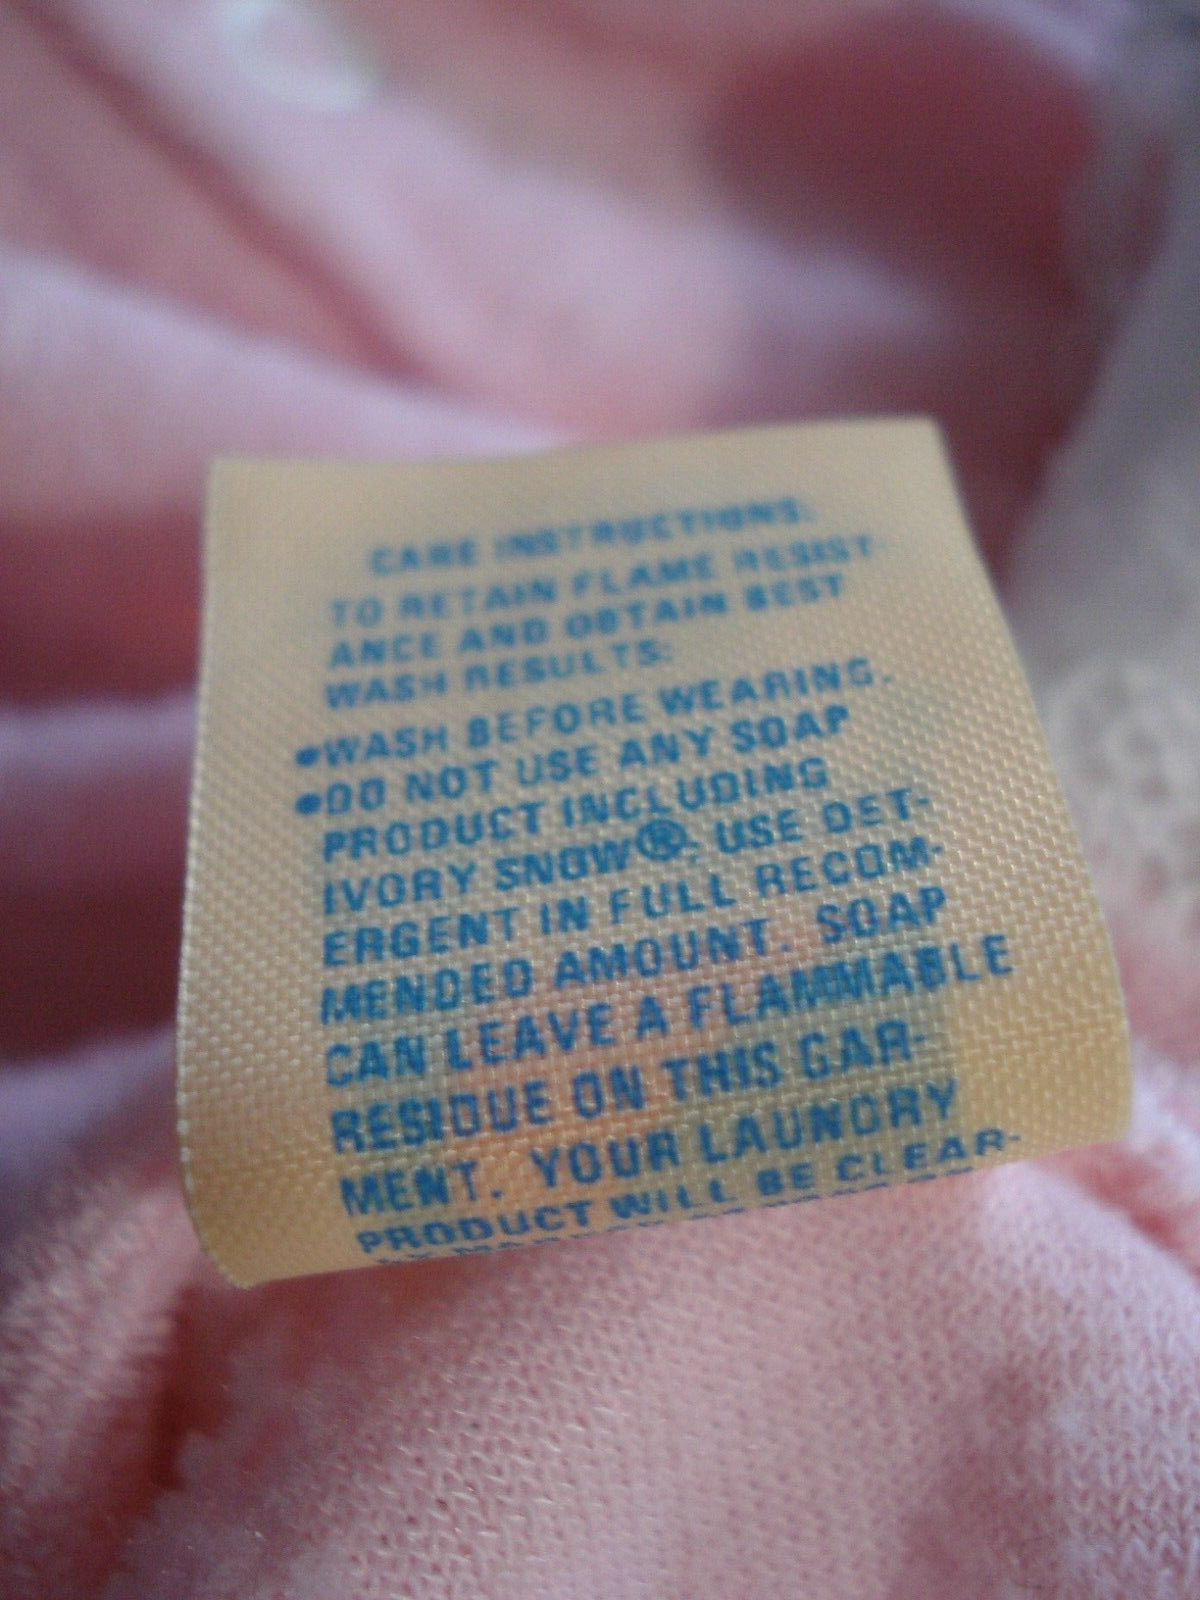 CARE INSTRUCTIONS:
TO RETAIN FLAME RESIST-
ANCE AND OBTAIN BEST
WASH RESULTS:
•WASH BEFORE WEARING.
•DO NOT USE ANY SOAP
PRODUCT INCLUDING
IVORY SNOW®. USE DET-
ERGENT IN FULL RECOM-
MENDED AMOUNT. SOAP
CAN LEAVE A FLAMMABLE
RESIDUE ON THIS GAR-
MENT. YOUR LAUNDRY
PRODUCT WILL BE CLEAR-